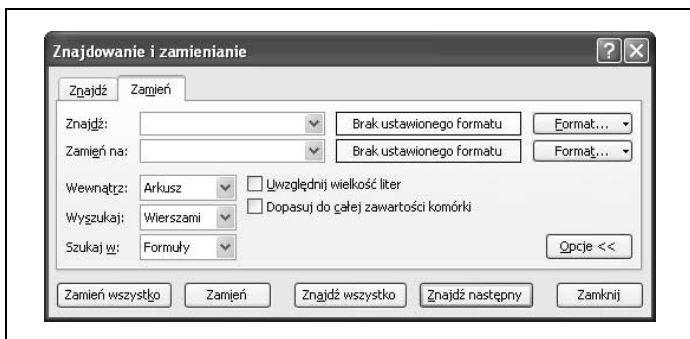 Znajdowanie i zamienianie
Znajdź Zamień
Znajdź: Brak ustawionego formatu Format...
Zamień na: Brak ustawionego formatu Format...
Wewnątrz: Arkusz Uwzględnij wielkość liter
Wyszukaj: Wierszami Dopasuj do całej zawartości komórki
Szukaj w: Formuły Opcje <<
Zamień wszystko Zamień Znajdź wszystko Znajdź następny Zamknij